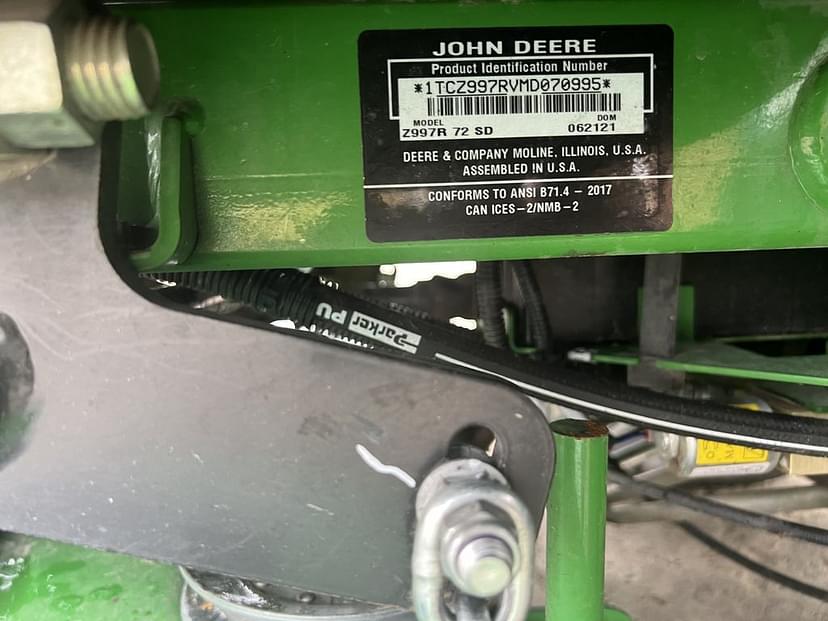 JOHN DEERE
Product Identification Number
*1TCZ997RVMD070995*
MODEL DOM
Z997R 72 SD 062121
DEERE & COMPANY MOLINE, ILLINOIS, U.S.A.
ASSEMBLED IN U.S.A.
CONFORMS TO ANSI B71.4 - 2017
CAN ICES-2/NMB-2
Parker PU